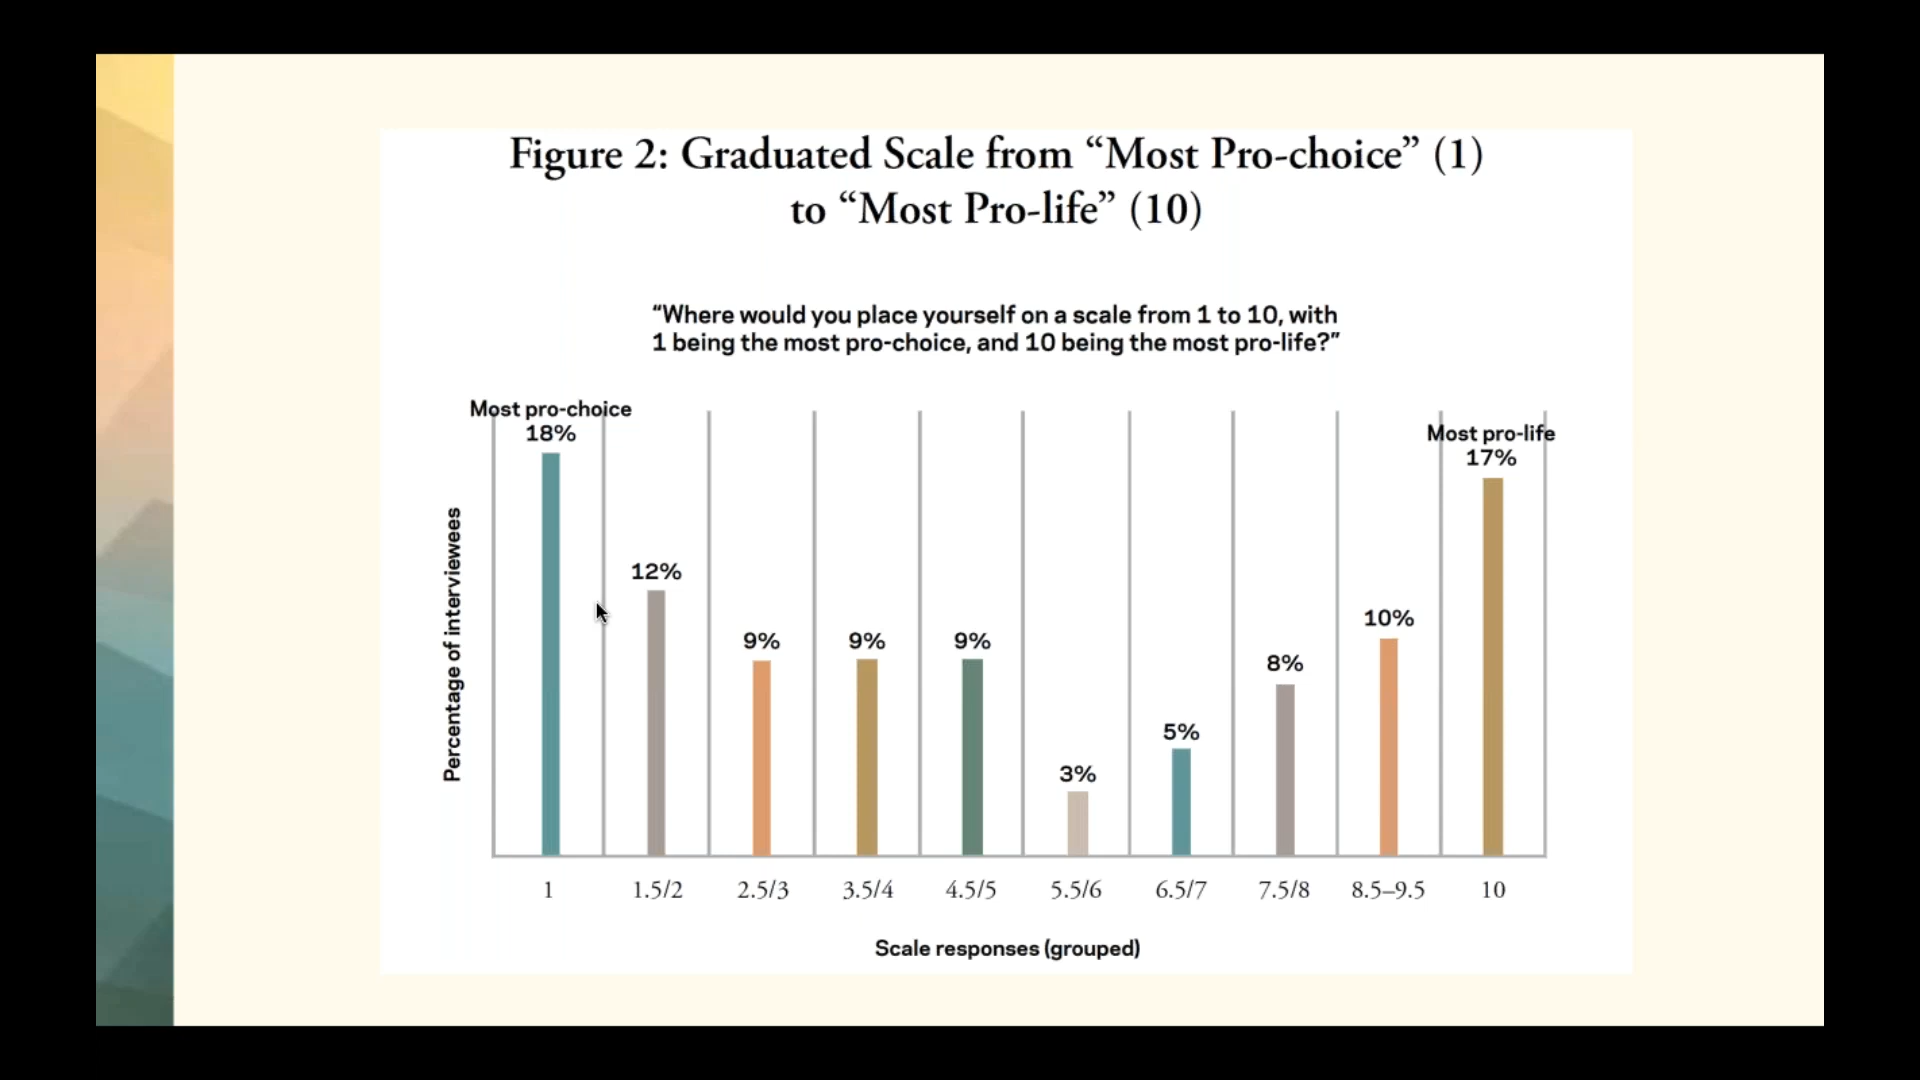 Figure 2: Graduated Scale from “Most Pro-choice” (1)
to “Most Pro-life” (10)
“Where would you place yourself on a scale from 1 to 10, with
1 being the most pro-choice, and 10 being the most pro-life?”
Most pro-choice
18%
12%
9%
9%
9%
3%
5%
8%
10%
Most pro-life
17%
Percentage of interviewees
1 1.5/2 2.5/3 3.5/4 4.5/5 5.5/6 6.5/7 7.5/8 8.5–9.5 10
Scale responses (grouped)